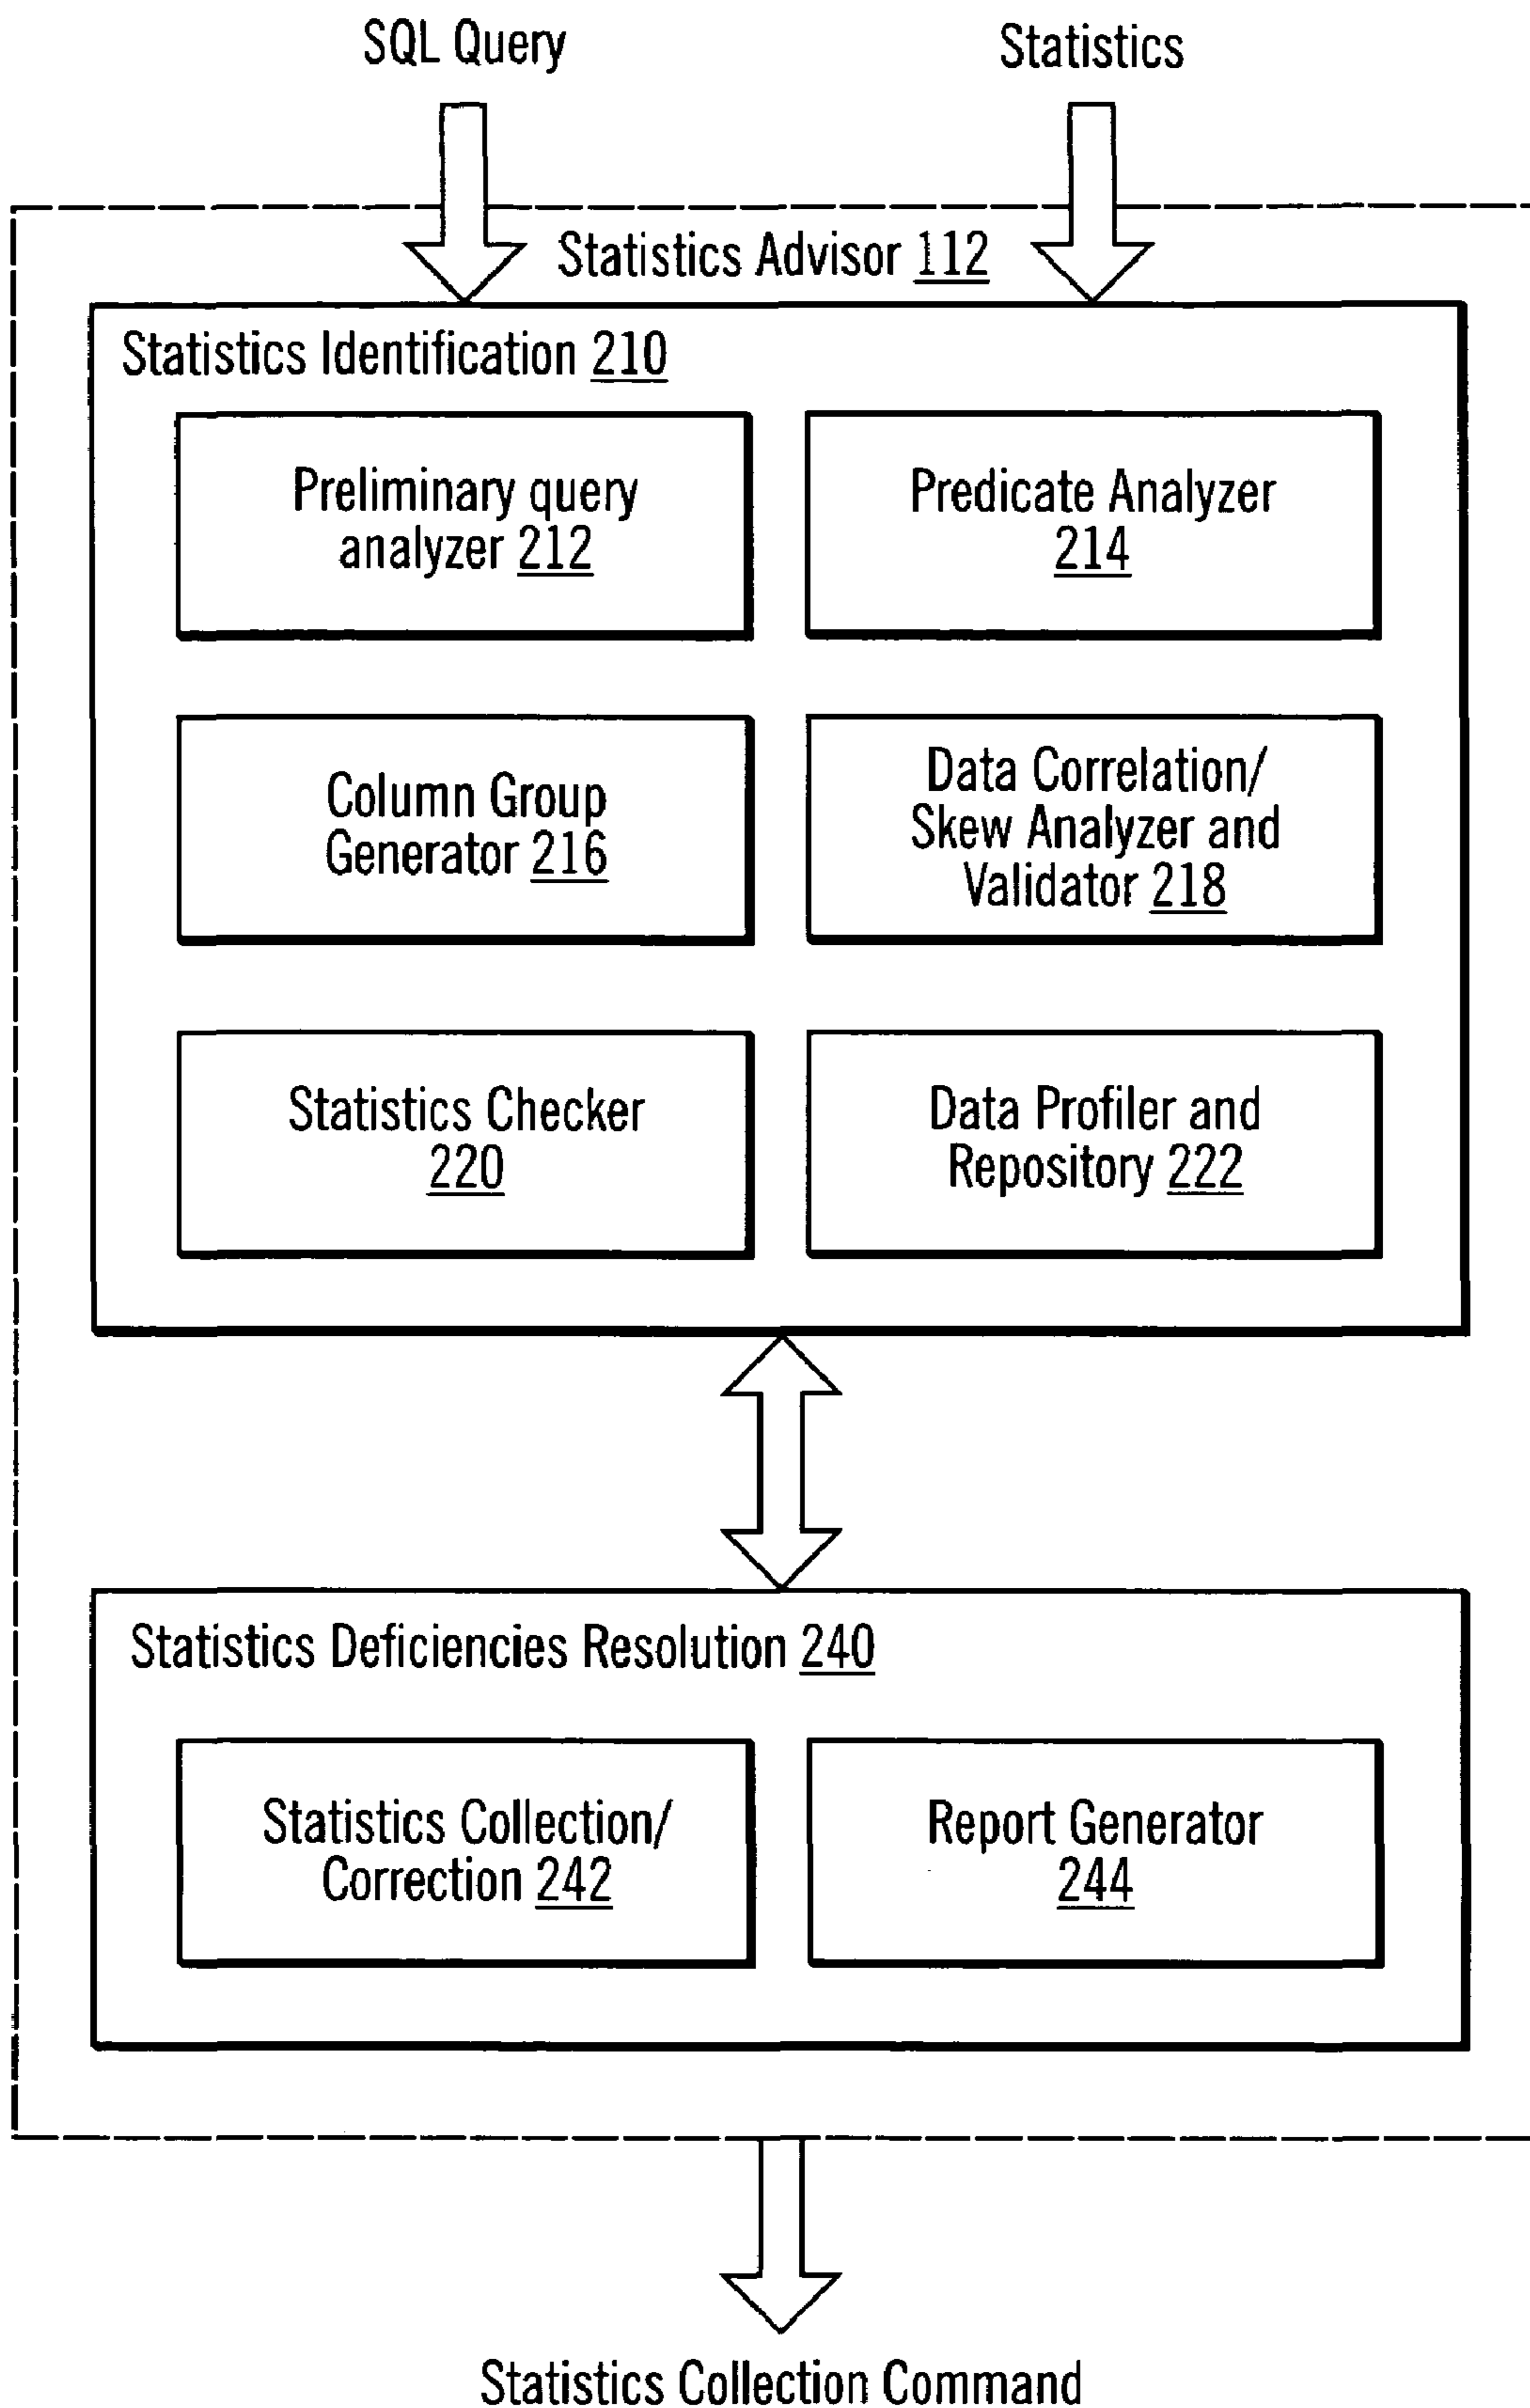 SQL Query
Statistics
Statistics Advisor 112
Statistics Identification 210
Preliminary query
analyzer 212
Predicate Analyzer
214
Column Group
Generator 216
Data Correlation/
Skew Analyzer and
Validator 218
Statistics Checker
220
Data Profiler and
Repository 222
Statistics Deficiencies Resolution 240
Statistics Collection/
Correction 242
Report Generator
244
Statistics Collection Command